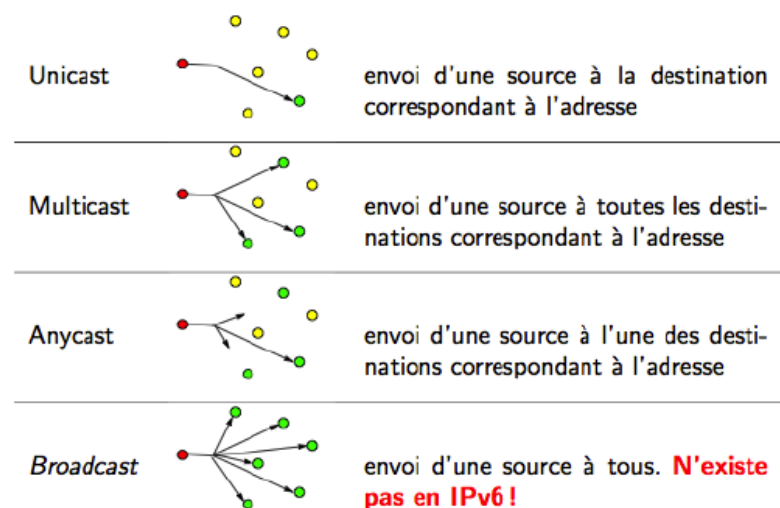 Unicast
envoi d'une source à la destination
correspondant à l'adresse
Multicast
envoi d'une source à toutes les desti-
nations correspondant à l'adresse
Anycast
envoi d'une source à l'une des desti-
nations correspondant à l'adresse
Broadcast
envoi d'une source à tous. N'existe
pas en IPv6 !